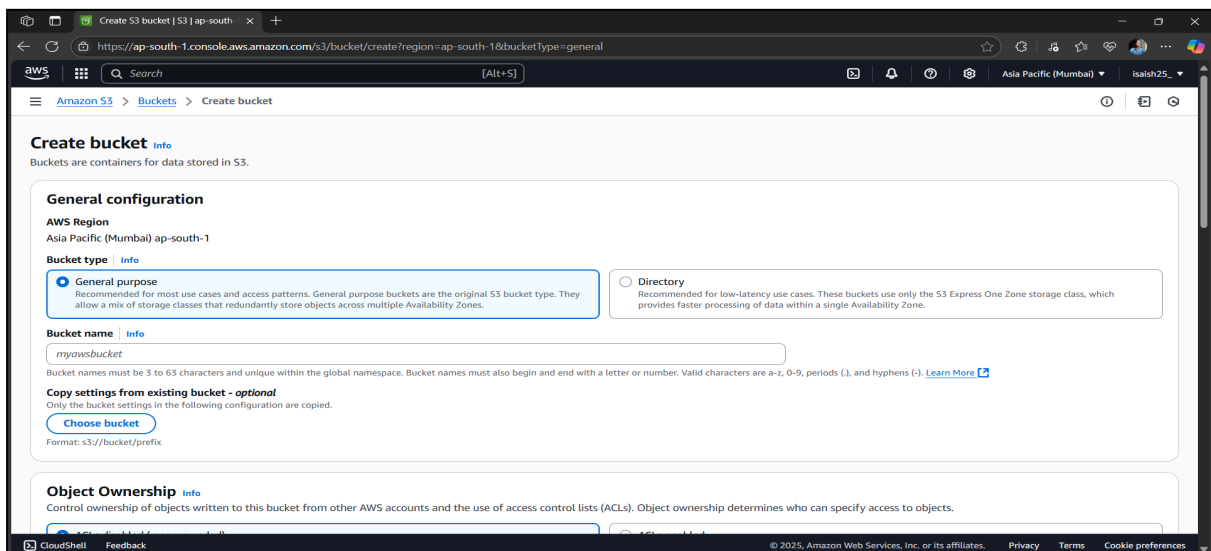 Create S3 bucket | S3 | ap-south-
https://ap-south-1.console.aws.amazon.com/s3/bucket/create?region=ap-south-1&bucketType=general
aws Search [Alt+S] Asia Pacific (Mumbai) isaish25_
Amazon S3 > Buckets > Create bucket
Create bucket Info
Buckets are containers for data stored in S3.
General configuration
AWS Region
Asia Pacific (Mumbai) ap-south-1
Bucket type Info
General purpose
Recommended for most use cases and access patterns. General purpose buckets are the original S3 bucket type. They
allow a mix of storage classes that redundantly store objects across multiple Availability Zones.
Directory
Recommended for low-latency use cases. These buckets use only the S3 Express One Zone storage class, which
provides faster processing of data within a single Availability Zone.
Bucket name Info
myawsbucket
Bucket names must be 3 to 63 characters and unique within the global namespace. Bucket names must also begin and end with a letter or number. Valid characters are a-z, 0-9, periods (.), and hyphens (-). Learn More
Copy settings from existing bucket - optional
Only the bucket settings in the following configuration are copied.
Choose bucket
Format: s3://bucket/prefix
Object Ownership Info
Control ownership of objects written to this bucket from other AWS accounts and the use of access control lists (ACLs). Object ownership determines who can specify access to objects.
CloudShell Feedback © 2025, Amazon Web Services, Inc. or its affiliates. Privacy Terms Cookie preferences